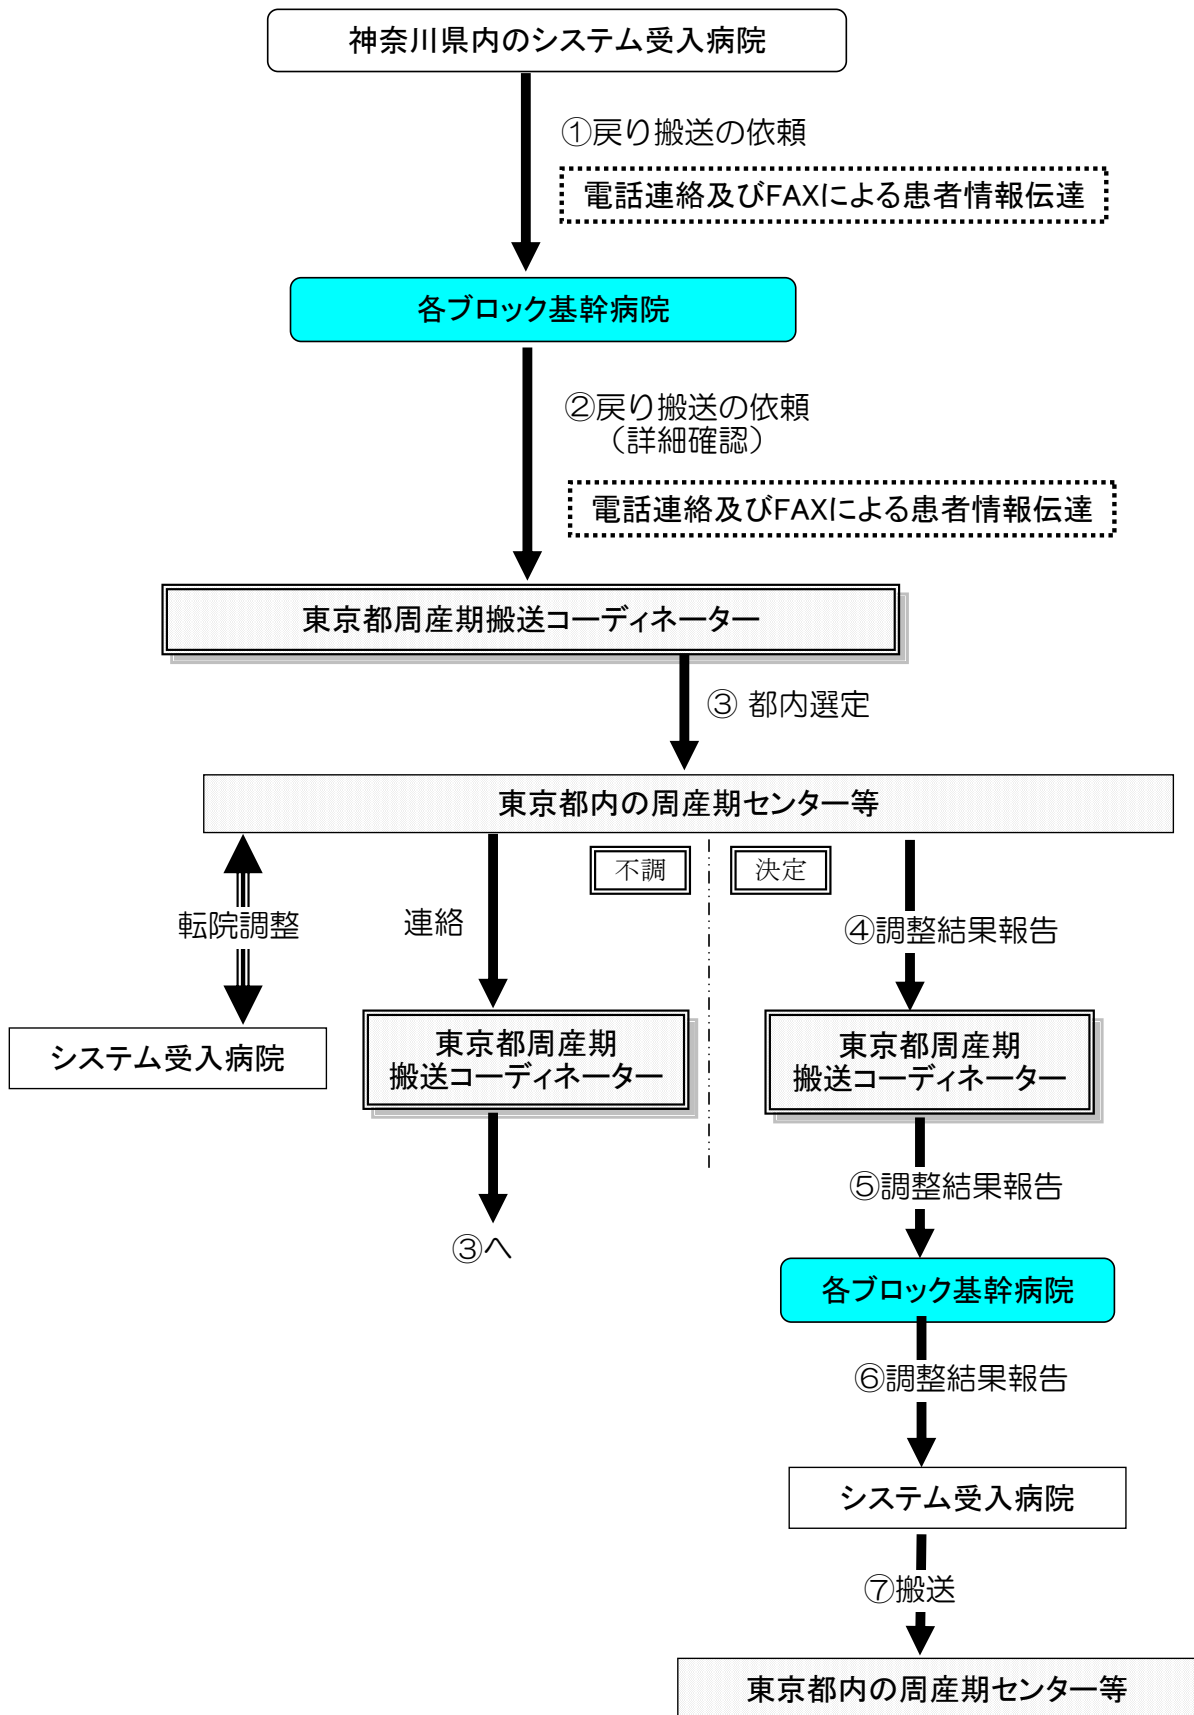 神奈川県内のシステム受入病院
①戻り搬送の依頼
電話連絡及びFAXによる患者情報伝達
各ブロック基幹病院
②戻り搬送の依頼
（詳細確認）
電話連絡及びFAXによる患者情報伝達
東京都周産期搬送コーディネーター
③ 都内選定
東京都内の周産期センター等
不調
決定
転院調整
連絡
④調整結果報告
システム受入病院
東京都周産期
搬送コーディネーター
東京都周産期
搬送コーディネーター
⑤調整結果報告
③へ
各ブロック基幹病院
⑥調整結果報告
システム受入病院
⑦搬送
東京都内の周産期センター等